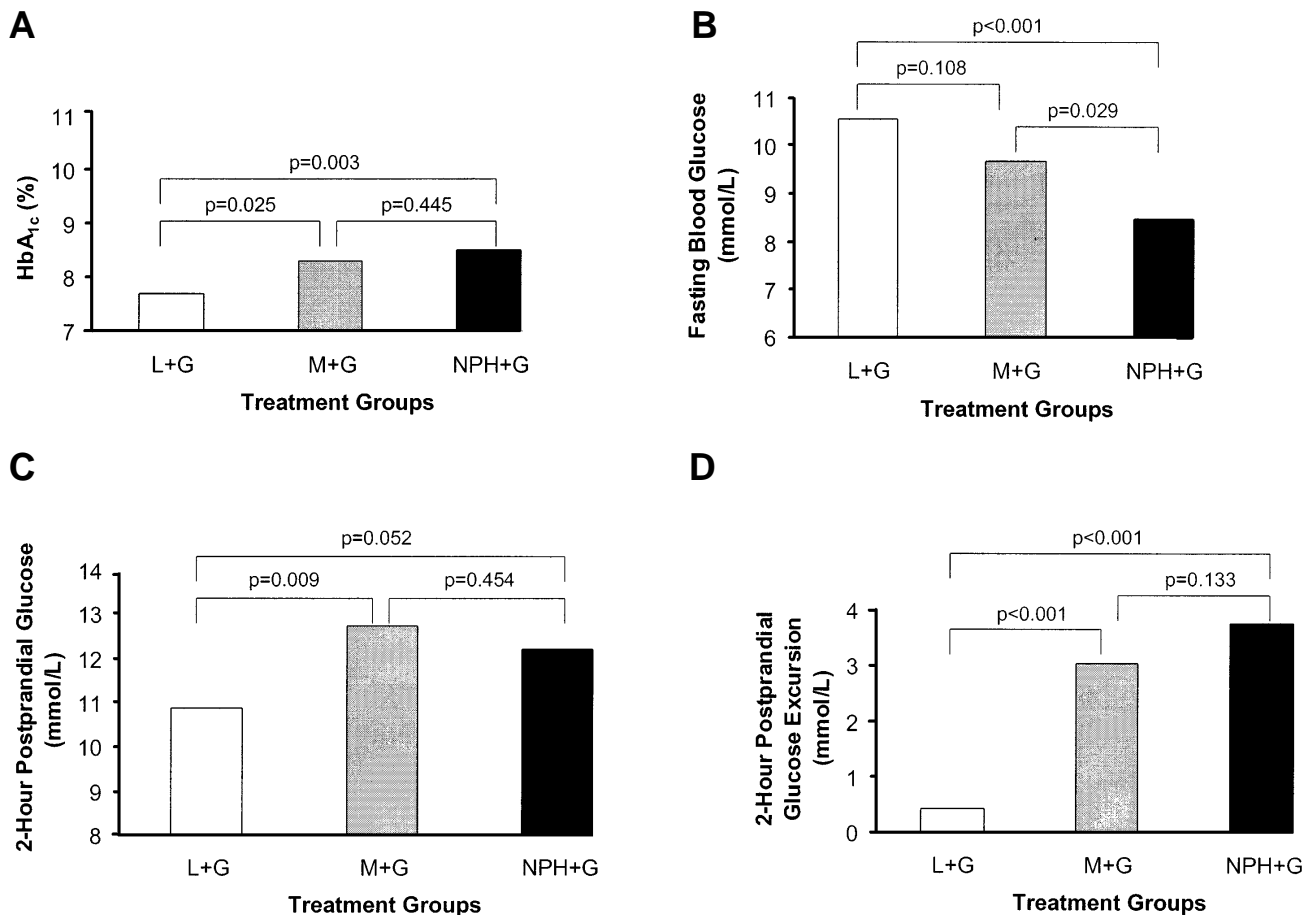 A
p=0.003
p=0.025
p=0.445
HbA1c (%)
11
10
9
8
7
L+G
M+G
NPH+G
Treatment Groups
B
p<0.001
p=0.108
p=0.029
Fasting Blood Glucose
(mmol/L)
11
10
9
8
7
6
L+G
M+G
NPH+G
Treatment Groups
C
p=0.052
p=0.009
p=0.454
2-Hour Postprandial Glucose
(mmol/L)
14
13
12
11
10
9
8
L+G
M+G
NPH+G
Treatment Groups
D
p<0.001
p=0.133
p<0.001
2-Hour Postprandial
Glucose Excursion
(mmol/L)
4
3
2
1
0
L+G
M+G
NPH+G
Treatment Groups